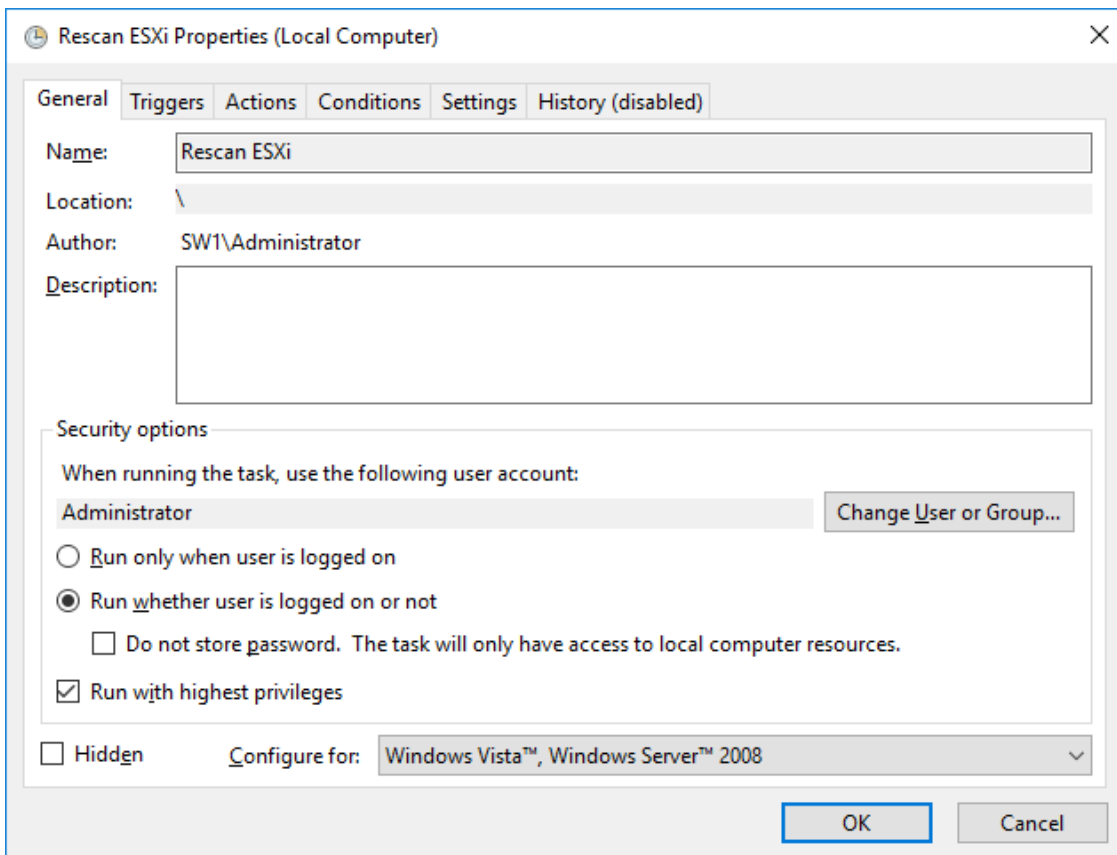 Rescan ESXi Properties (Local Computer)
General Triggers Actions Conditions Settings History (disabled)
Name: Rescan ESXi
Location: \
Author: SW1\Administrator
Description:
Security options
When running the task, use the following user account:
Administrator Change User or Group...
Run only when user is logged on
Run whether user is logged on or not
Do not store password. The task will only have access to local computer resources.
Run with highest privileges
Hidden Configure for: Windows Vista™, Windows Server™ 2008
OK Cancel